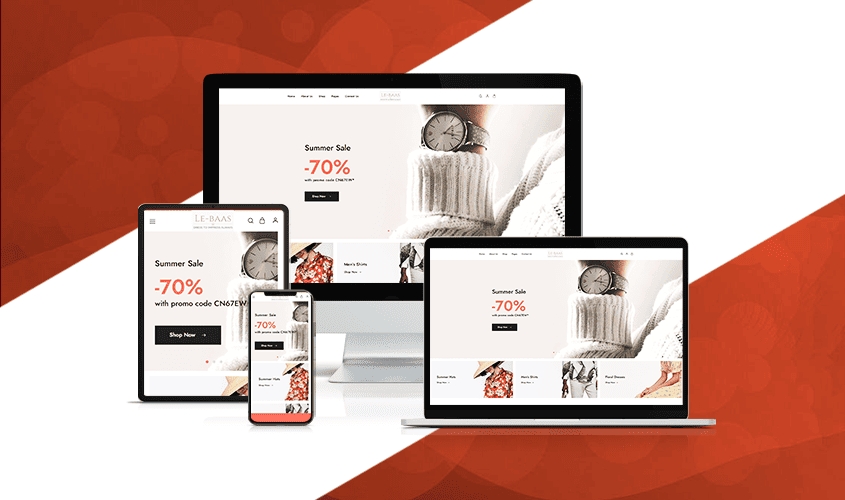 Home About Us Shop Pages Contact Us
LE-BAAS
Summer Sale
-70%
with promo code CN67EW*
Shop Now
Men's Shirts
Shop Now
LE-BAAS
Summer Sale
-70%
with promo code CN67EW*
Shop Now
Summer Sale
-70%
with promo code CN67EW*
Shop Now
Summer Hats
Shop Now
Home About Us Shop Pages Contact Us
LE-BAAS
Summer Sale
-70%
with promo code CN67EW*
Shop Now
Summer Hats
Shop Now
Men's Shirts
Shop Now
Floral Dresses
Shop Now